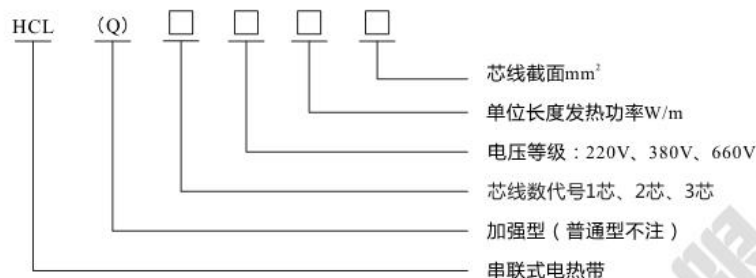 HCL (Q) □ □ □ □
芯线截面mm²
单位长度发热功率W/m
电压等级：220V、380V、660V
芯线数代号1芯、2芯、3芯
加强型（普通型不注）
串联式电热带